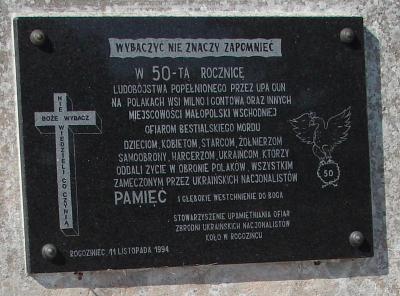 WYBACZYĆ NIE ZNACZY ZAPOMNIEĆ
W 50-TA ROCZNICĘ
LUDOBÓJSTWA POPEŁNIONEGO PRZEZ UPA OUN
NA POLAKACH WSI MILNO I GONTOWA ORAZ INNYCH
MIEJSCOWOŚCI MAŁOPOLSKI WSCHODNIEJ
OFIAROM BESTIALSKIEGO MORDU
DZIECIOM, KOBIETOM, STARCOM, ŻOŁNIERZOM
SAMOOBRONY, HARCERZOM, UKRAIŃCOM, KTÓRZY
ODDALI ŻYCIE W OBRONIE POLAKÓW, WSZYSTKIM
ZAMĘCZONYM PRZEZ UKRAIŃSKICH NACJONALISTÓW
PAMIĘĆ I GŁĘBOKIE WESTCHNIENIE DO BOGA
STOWARZYSZENIE UPAMIĘTNIANIA OFIAR
ZBRODNI UKRAIŃSKICH NACJONALISTÓW
KOŁO W ROGOZIŃCU
ROGOZINIEC, 11 LISTOPADA 1994
BOŻE WYBACZ
NIE WIEDZIELI CO CZYNIĄ
50